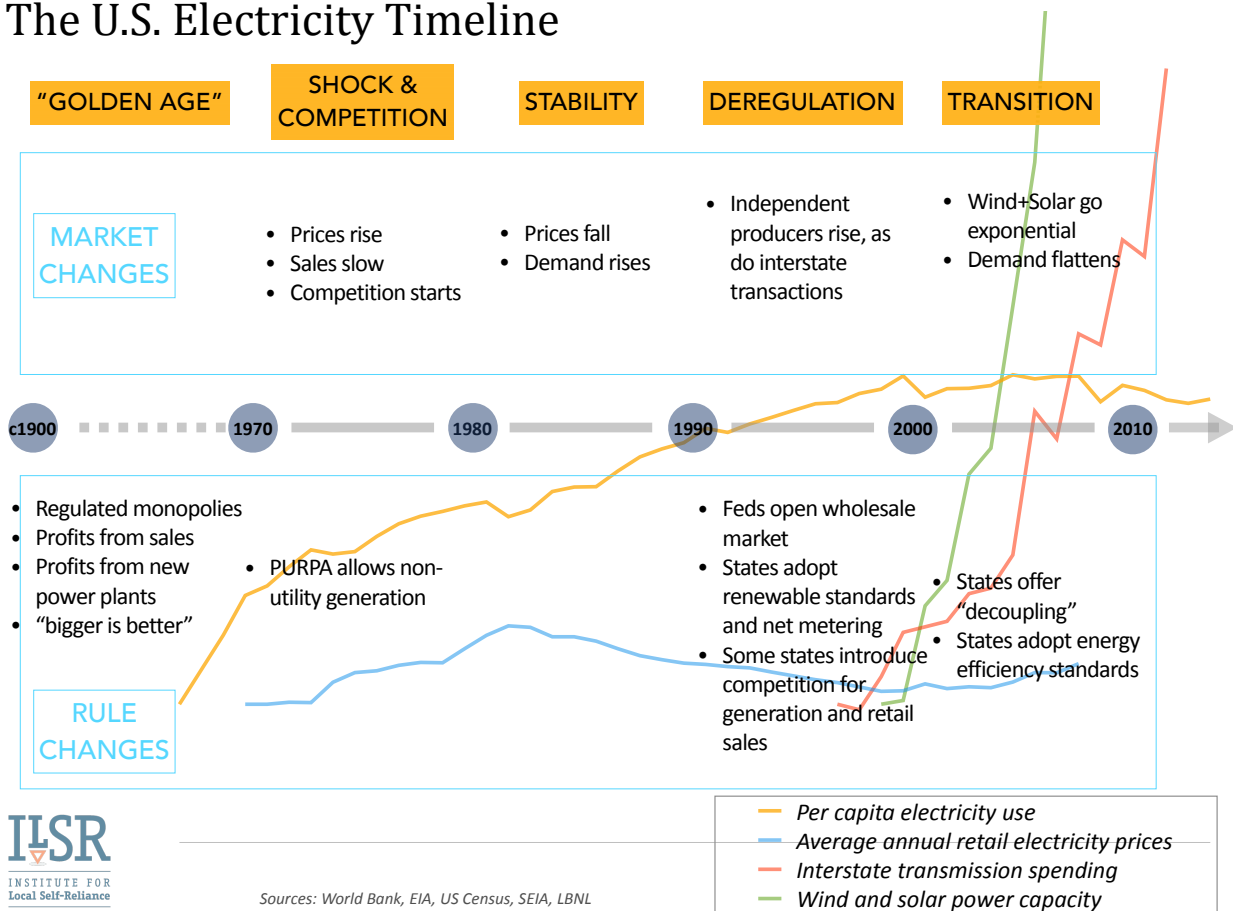 The U.S. Electricity Timeline
"GOLDEN AGE"
SHOCK &
COMPETITION
STABILITY
DEREGULATION
TRANSITION
MARKET
CHANGES
• Prices rise
• Sales slow
• Competition starts
• Prices fall
• Demand rises
• Independent
producers rise, as
do interstate
transactions
• Wind+Solar go
exponential
• Demand flattens
c1900
1970
1980
1990
2000
2010
• Regulated monopolies
• Profits from sales
• Profits from new
power plants
• “bigger is better”
• PURPA allows non-
utility generation
• Feds open wholesale
market
• States adopt
renewable standards
and net metering
• Some states introduce
competition for
generation and retail
sales
• States offer
“decoupling”
• States adopt energy
efficiency standards
RULE
CHANGES
ILSR
INSTITUTE FOR
Local Self-Reliance
Sources: World Bank, EIA, US Census, SEIA, LBNL
Per capita electricity use
Average annual retail electricity prices
Interstate transmission spending
Wind and solar power capacity